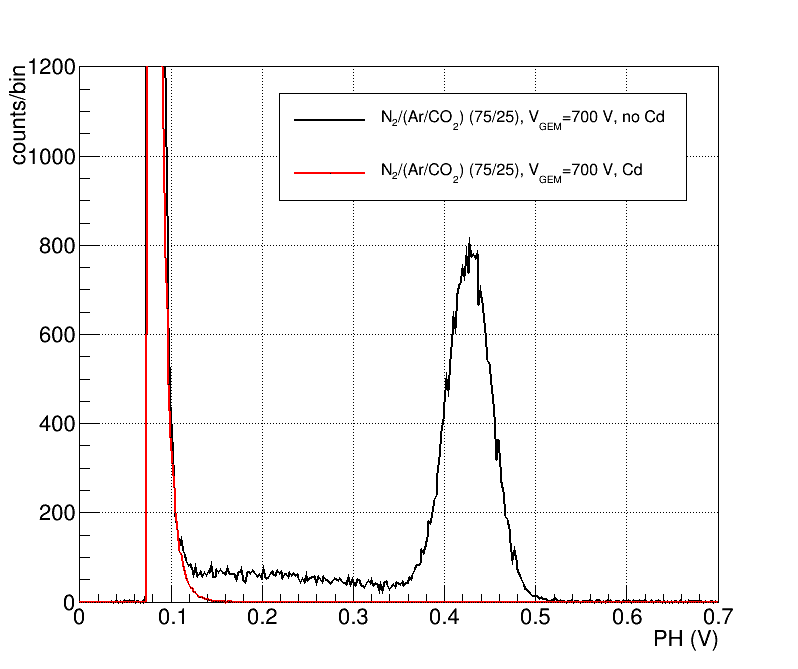 counts/bin
1200
1000
800
600
400
200
0
N₂/(Ar/CO₂) (75/25), V_GEM=700 V, no Cd
N₂/(Ar/CO₂) (75/25), V_GEM=700 V, Cd
0 0.1 0.2 0.3 0.4 0.5 0.6 0.7
PH (V)